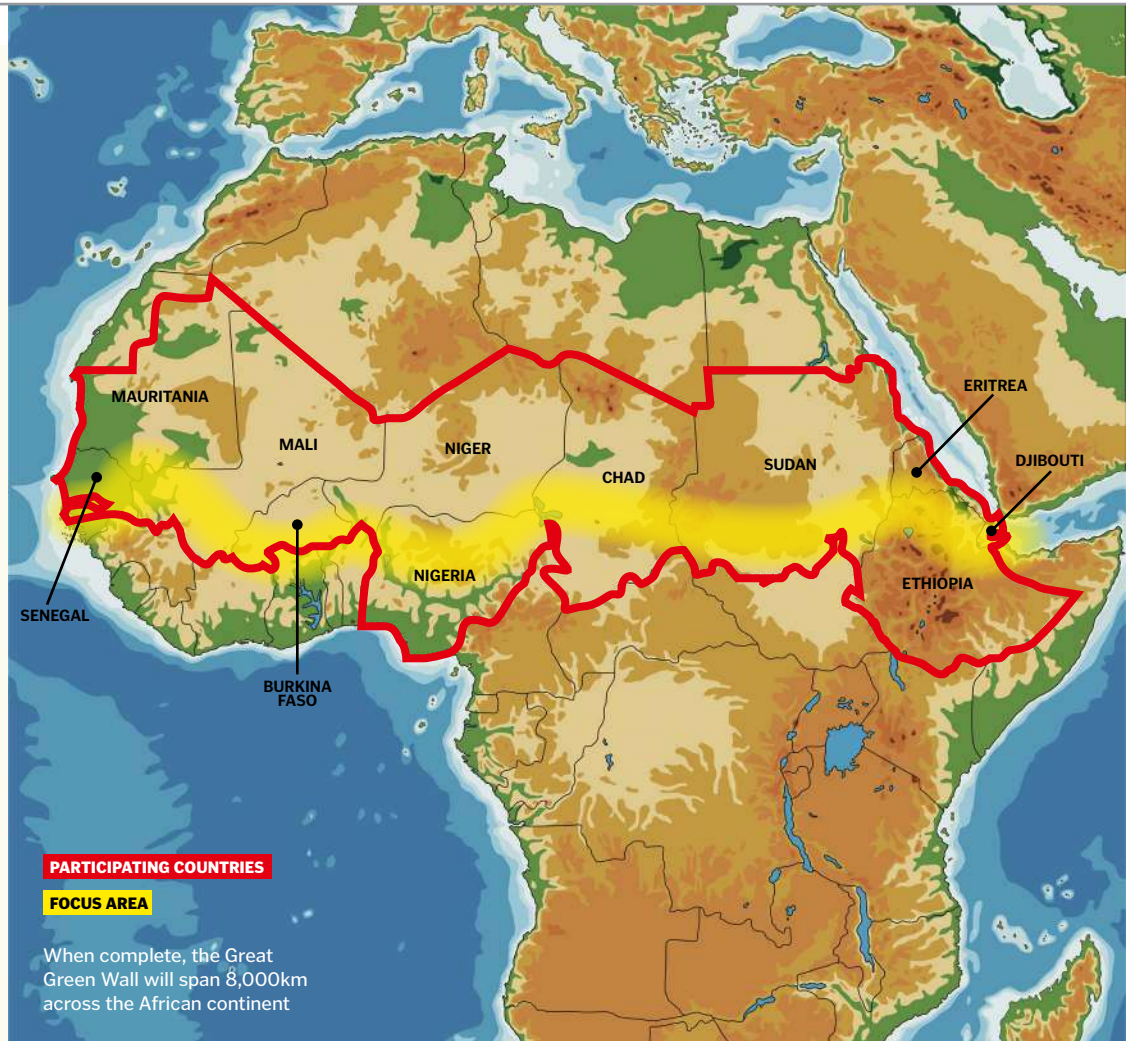 MAURITANIA
MALI
NIGER
CHAD
SUDAN
ERITREA
DJIBOUTI
NIGERIA
ETHIOPIA
SENEGAL
BURKINA
FASO
PARTICIPATING COUNTRIES
FOCUS AREA
When complete, the Great
Green Wall will span 8,000km
across the African continent